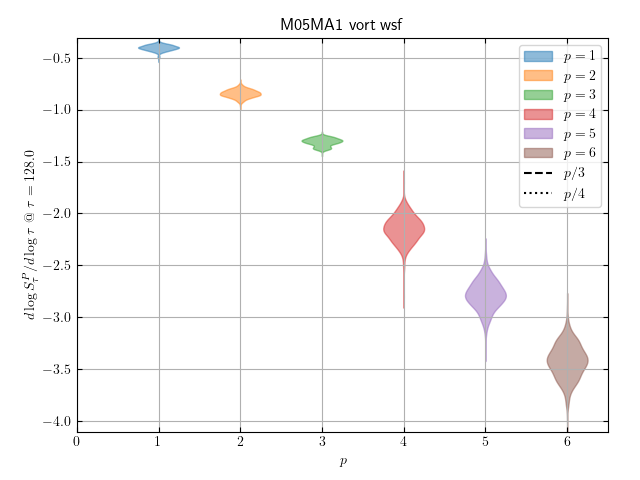 M05MA1 vort wsf
d log S_τ^P / d log τ @ τ = 128.0
−0.5
−1.0
−1.5
−2.0
−2.5
−3.0
−3.5
−4.0
0 1 2 3 4 5 6
p
p = 1
p = 2
p = 3
p = 4
p = 5
p = 6
p/3
p/4